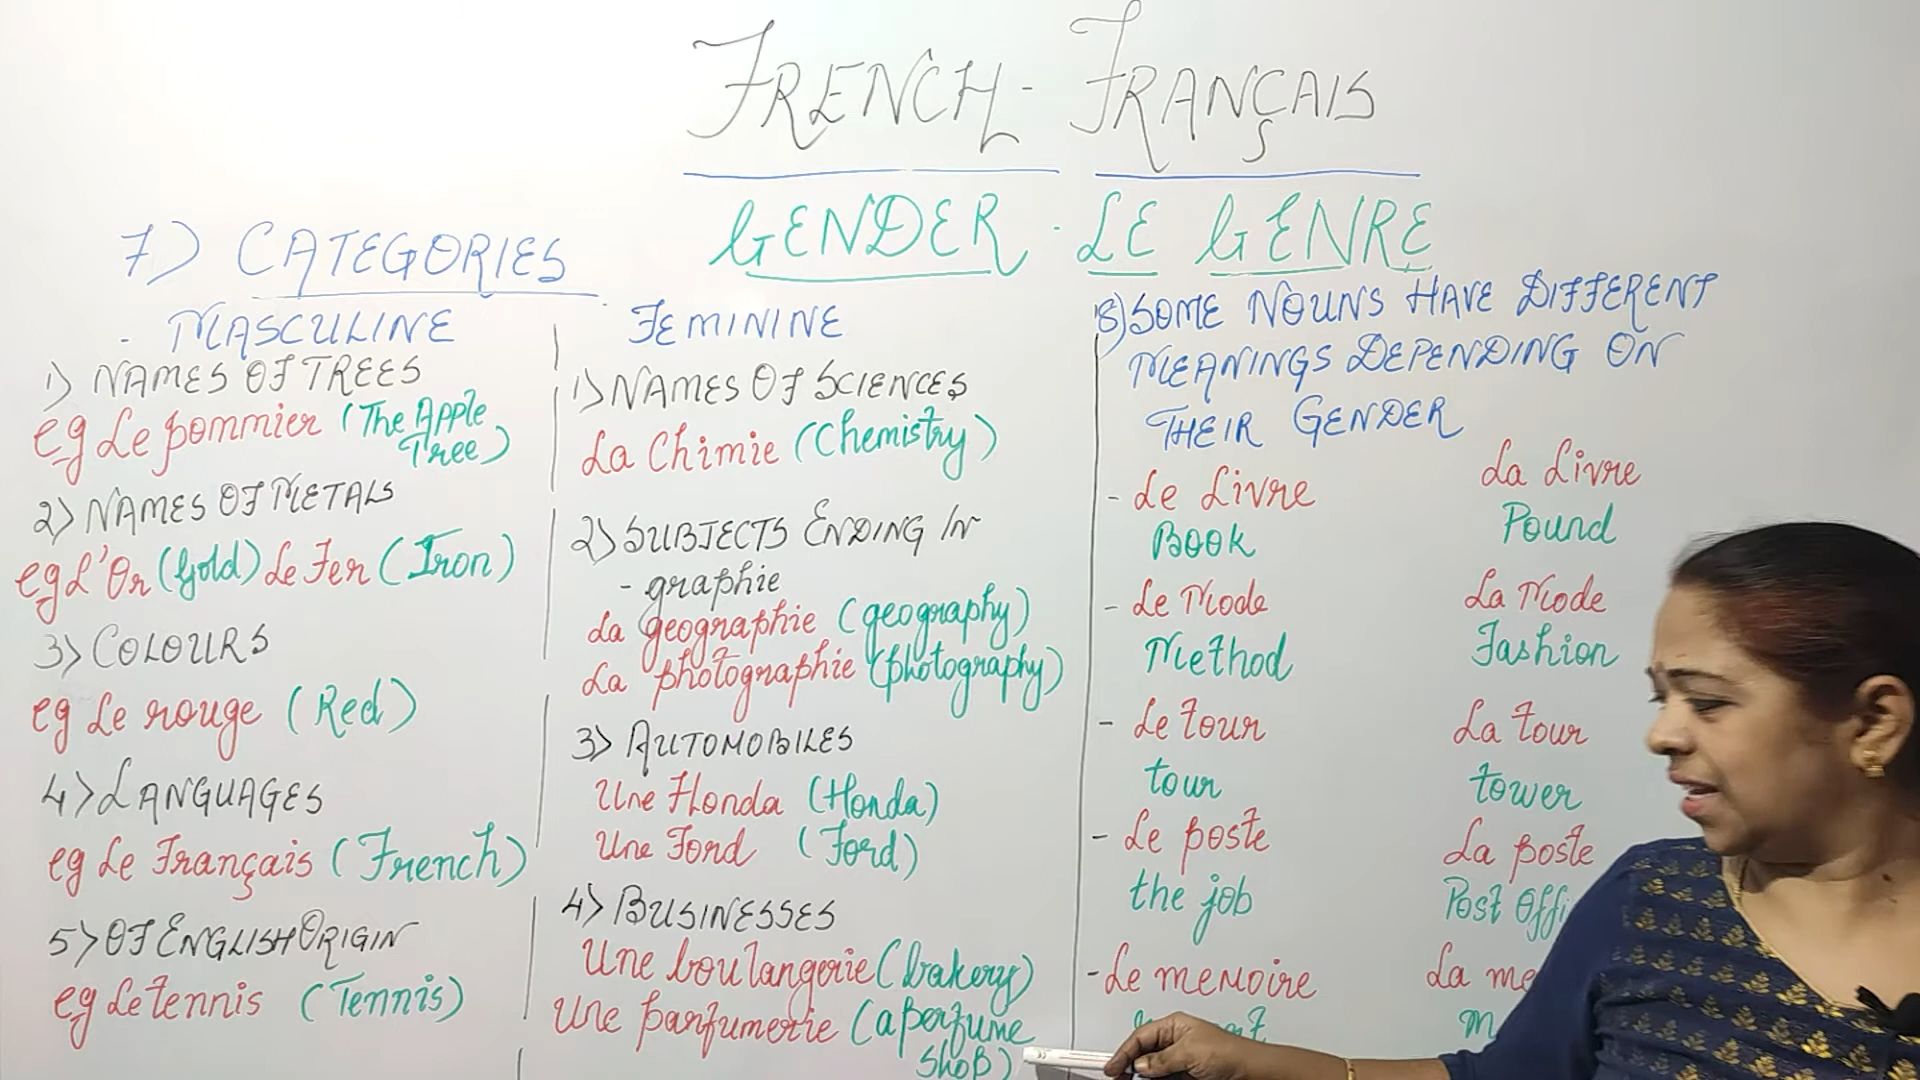 FRENCH - FRANÇAIS
GENDER - LE GENRE
7) CATEGORIES
- MASCULINE
1) NAMES OF TREES
eg Le pommier (The Apple
Tree)
2) NAMES OF METALS
eg L'Or (Gold) Le Fer (Iron)
3) COLOURS
eg Le rouge (Red)
4) LANGUAGES
eg Le Français (French)
5) OF ENGLISH ORIGIN
eg Le tennis (Tennis)
FEMININE
1) NAMES OF SCIENCES
La Chimie (Chemistry)
2) SUBJECTS ENDING IN
- graphie
La geographie (geography)
La photographie (photography)
3) AUTOMOBILES
Une Honda (Honda)
Une Ford (Ford)
4) BUSINESSES
Une boulangerie (bakery)
Une parfumerie (a perfume
shop)
8) SOME NOUNS HAVE DIFFERENT
MEANINGS DEPENDING ON
THEIR GENDER
- Le Livre La Livre
Book Pound
- Le Mode La Mode
Method Fashion
- Le tour La tour
tour tower
- Le poste La poste
the job Post
- Le memoire La